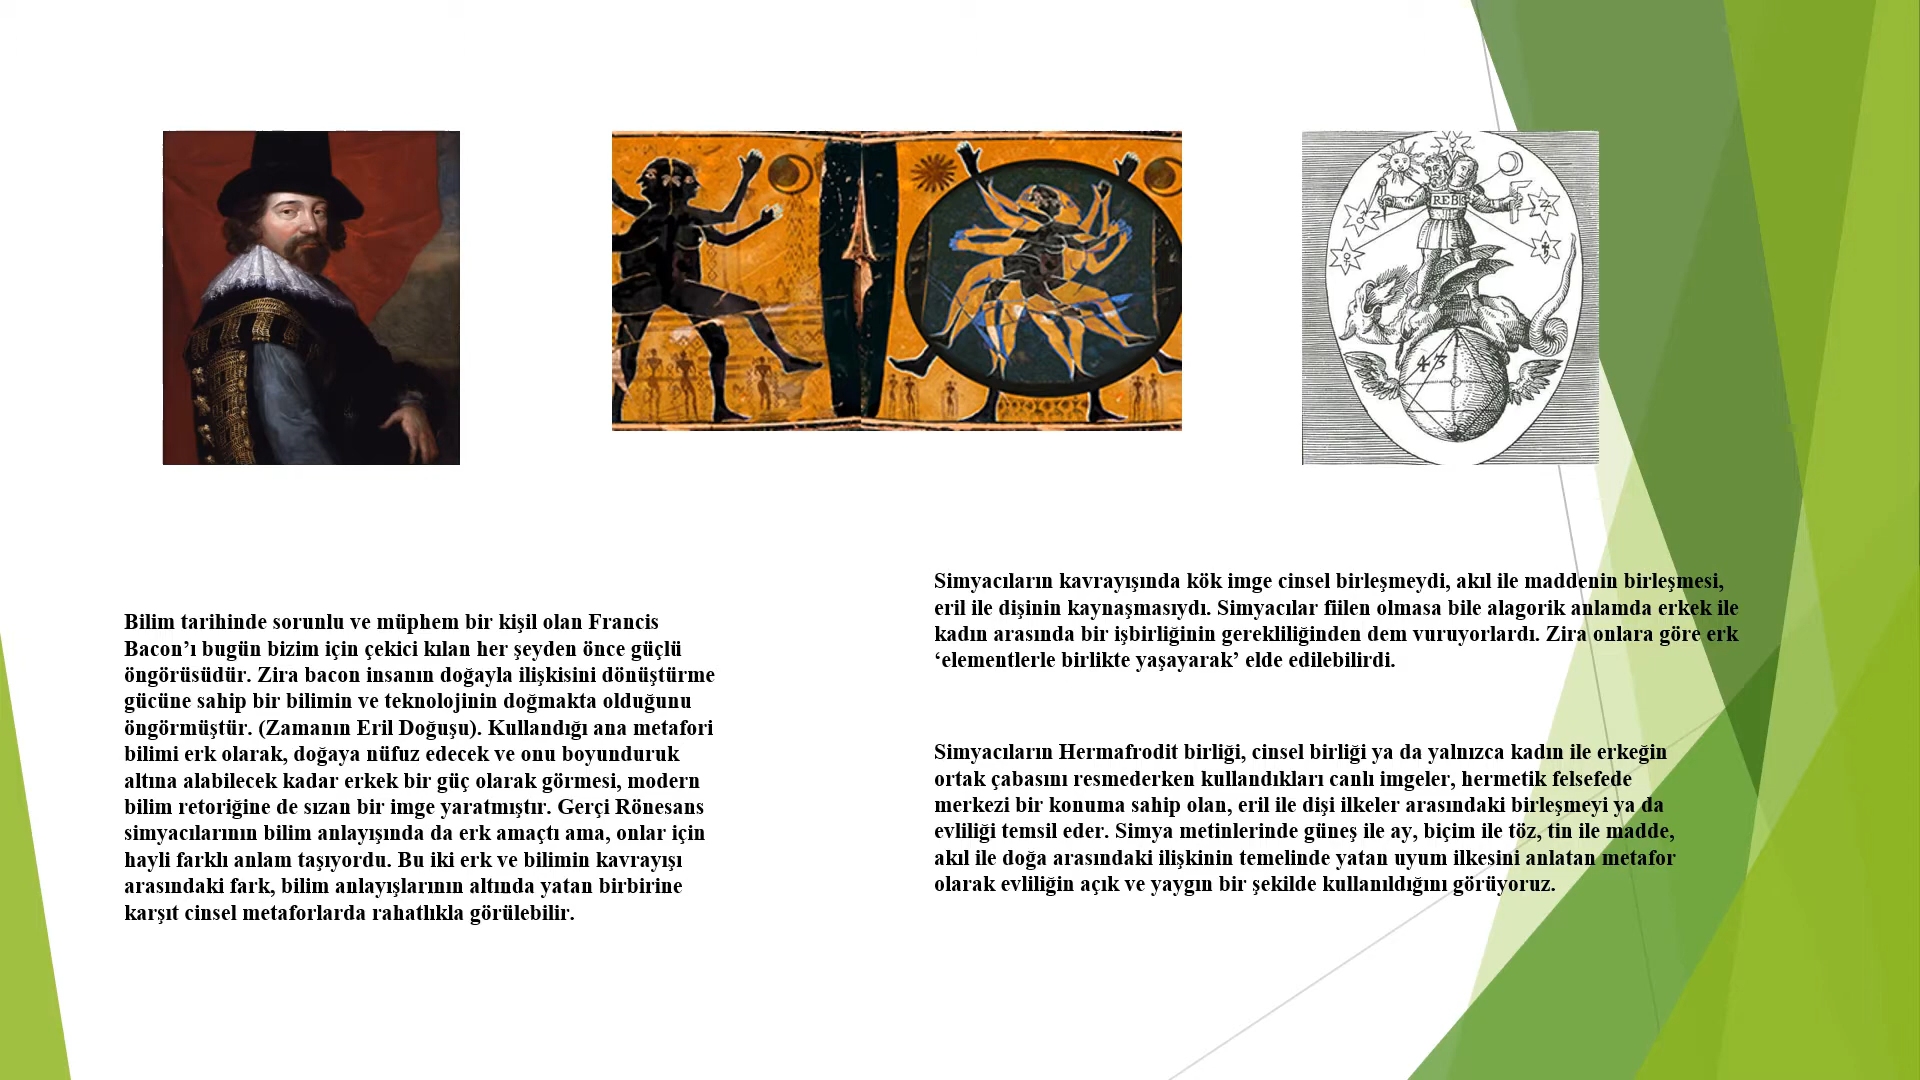 REBIS
43
Bilim tarihinde sorunlu ve müphem bir kişil olan Francis
Bacon’ı bugün bizim için çekici kılan her şeyden önce güçlü
öngörüsüdür. Zira bacon insanın doğayla ilişkisini dönüştürme
gücüne sahip bir bilimin ve teknolojinin doğmakta olduğunu
öngörmüştür. (Zamanın Eril Doğuşu). Kullandığı ana metafori
bilimi erk olarak, doğaya nüfuz edecek ve onu boyunduruk
altına alabilecek kadar erkek bir güç olarak görmesi, modern
bilim retoriğine de sızan bir imge yaratmıştır. Gerçi Rönesans
simyacılarının bilim anlayışında da erk amaçtı ama, onlar için
hayli farklı anlam taşıyordu. Bu iki erk ve bilimin kavrayışı
arasındaki fark, bilim anlayışlarının altında yatan birbirine
karşıt cinsel metaforlarda rahatlıkla görülebilir.
Simyacıların kavrayışında kök imge cinsel birleşmeydi, akıl ile maddenin birleşmesi,
eril ile dişinin kaynaşmasıydı. Simyacılar fiilen olmasa bile alagorik anlamda erkek ile
kadın arasında bir işbirliğinin gerekliliğinden dem vuruyorlardı. Zira onlara göre erk
‘elementlerle birlikte yaşayarak’ elde edilebilirdi.
Simyacıların Hermafrodit birliği, cinsel birliği ya da yalnızca kadın ile erkeğin
ortak çabasını resmederken kullandıkları canlı imgeler, hermetik felsefede
merkezi bir konuma sahip olan, eril ile dişi ilkeler arasındaki birleşmeyi ya da
evliliği temsil eder. Simya metinlerinde güneş ile ay, biçim ile töz, tin ile madde,
akıl ile doğa arasındaki ilişkinin temelinde yatan uyum ilkesini anlatan metafor
olarak evliliğin açık ve yaygın bir şekilde kullanıldığını görüyoruz.